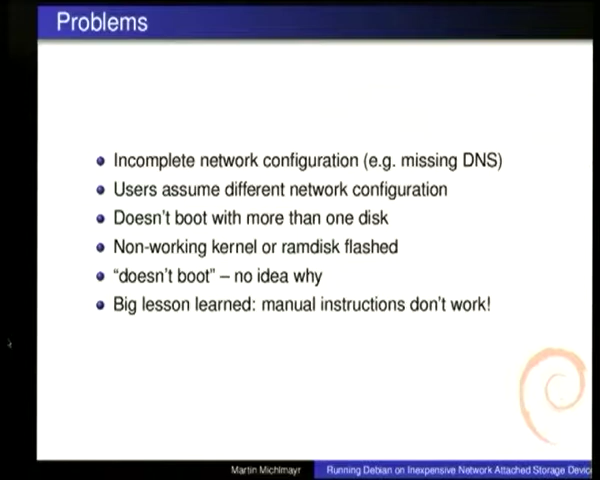 Problems
Incomplete network configuration (e.g. missing DNS)
Users assume different network configuration
Doesn't boot with more than one disk
Non-working kernel or ramdisk flashed
“doesn't boot” – no idea why
Big lesson learned: manual instructions don't work!
Martin Michlmayr
Running Debian on Inexpensive Network Attached Storage Devic